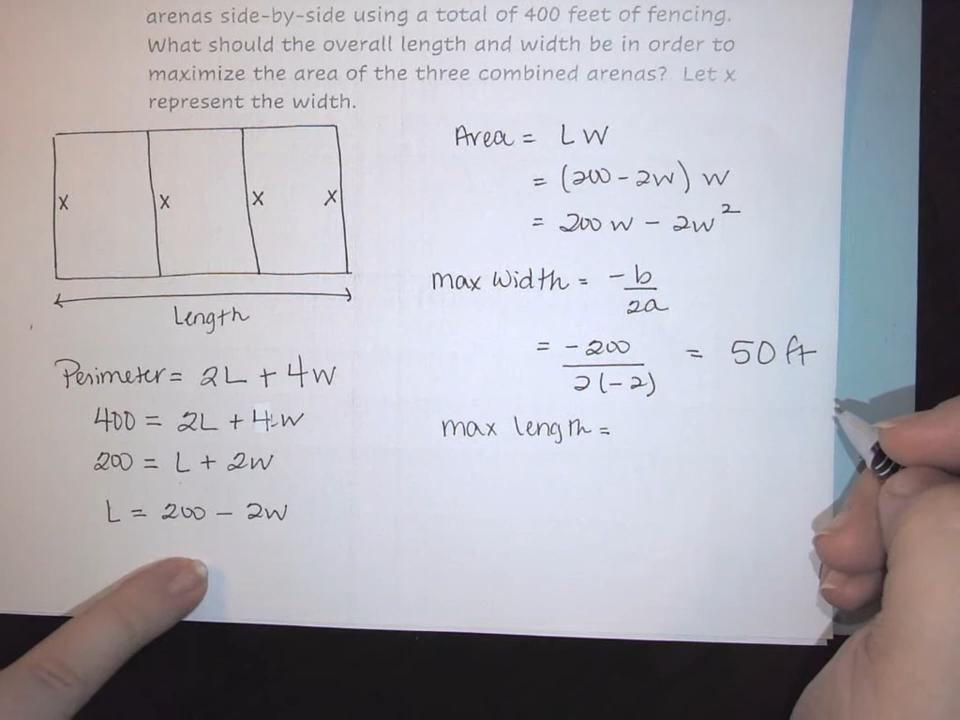 arenas side-by-side using a total of 400 feet of fencing.
What should the overall length and width be in order to
maximize the area of the three combined arenas? Let x
represent the width.
x x x x
Length
Perimeter = 2L + 4W
400 = 2L + 4W
200 = L + 2W
L = 200 - 2W
Area = LW
= (200 - 2W) W
= 200W - 2W²
max width = -b/2a
= -200/2(-2) = 50 ft
max length =